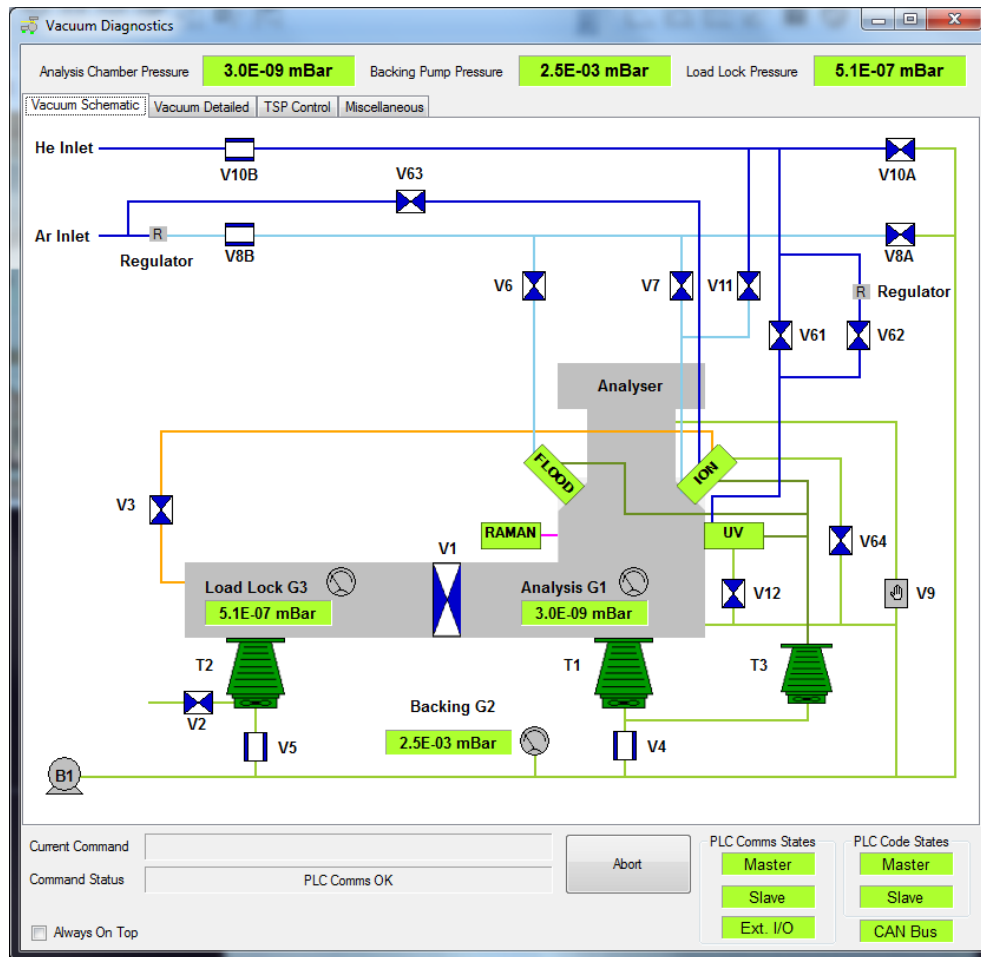 Vacuum Diagnostics
Analysis Chamber Pressure 3.0E-09 mBar Backing Pump Pressure 2.5E-03 mBar Load Lock Pressure 5.1E-07 mBar
Vacuum Schematic Vacuum Detailed TSP Control Miscellaneous
He Inlet
V10B V63 V10A
Ar Inlet R
Regulator V8B V8A
V6 V7 V11 R Regulator
V61 V62
Analyser
FLOOD ION
V3
RAMAN UV
V1 V64
Load Lock G3 Analysis G1 V12 V9
5.1E-07 mBar 3.0E-09 mBar
T2 T1 T3
V2 Backing G2
V5 2.5E-03 mBar V4
B1
Current Command Abort PLC Comms States PLC Code States
Master Master
Command Status PLC Comms OK
Slave Slave
Always On Top Ext. I/O CAN Bus